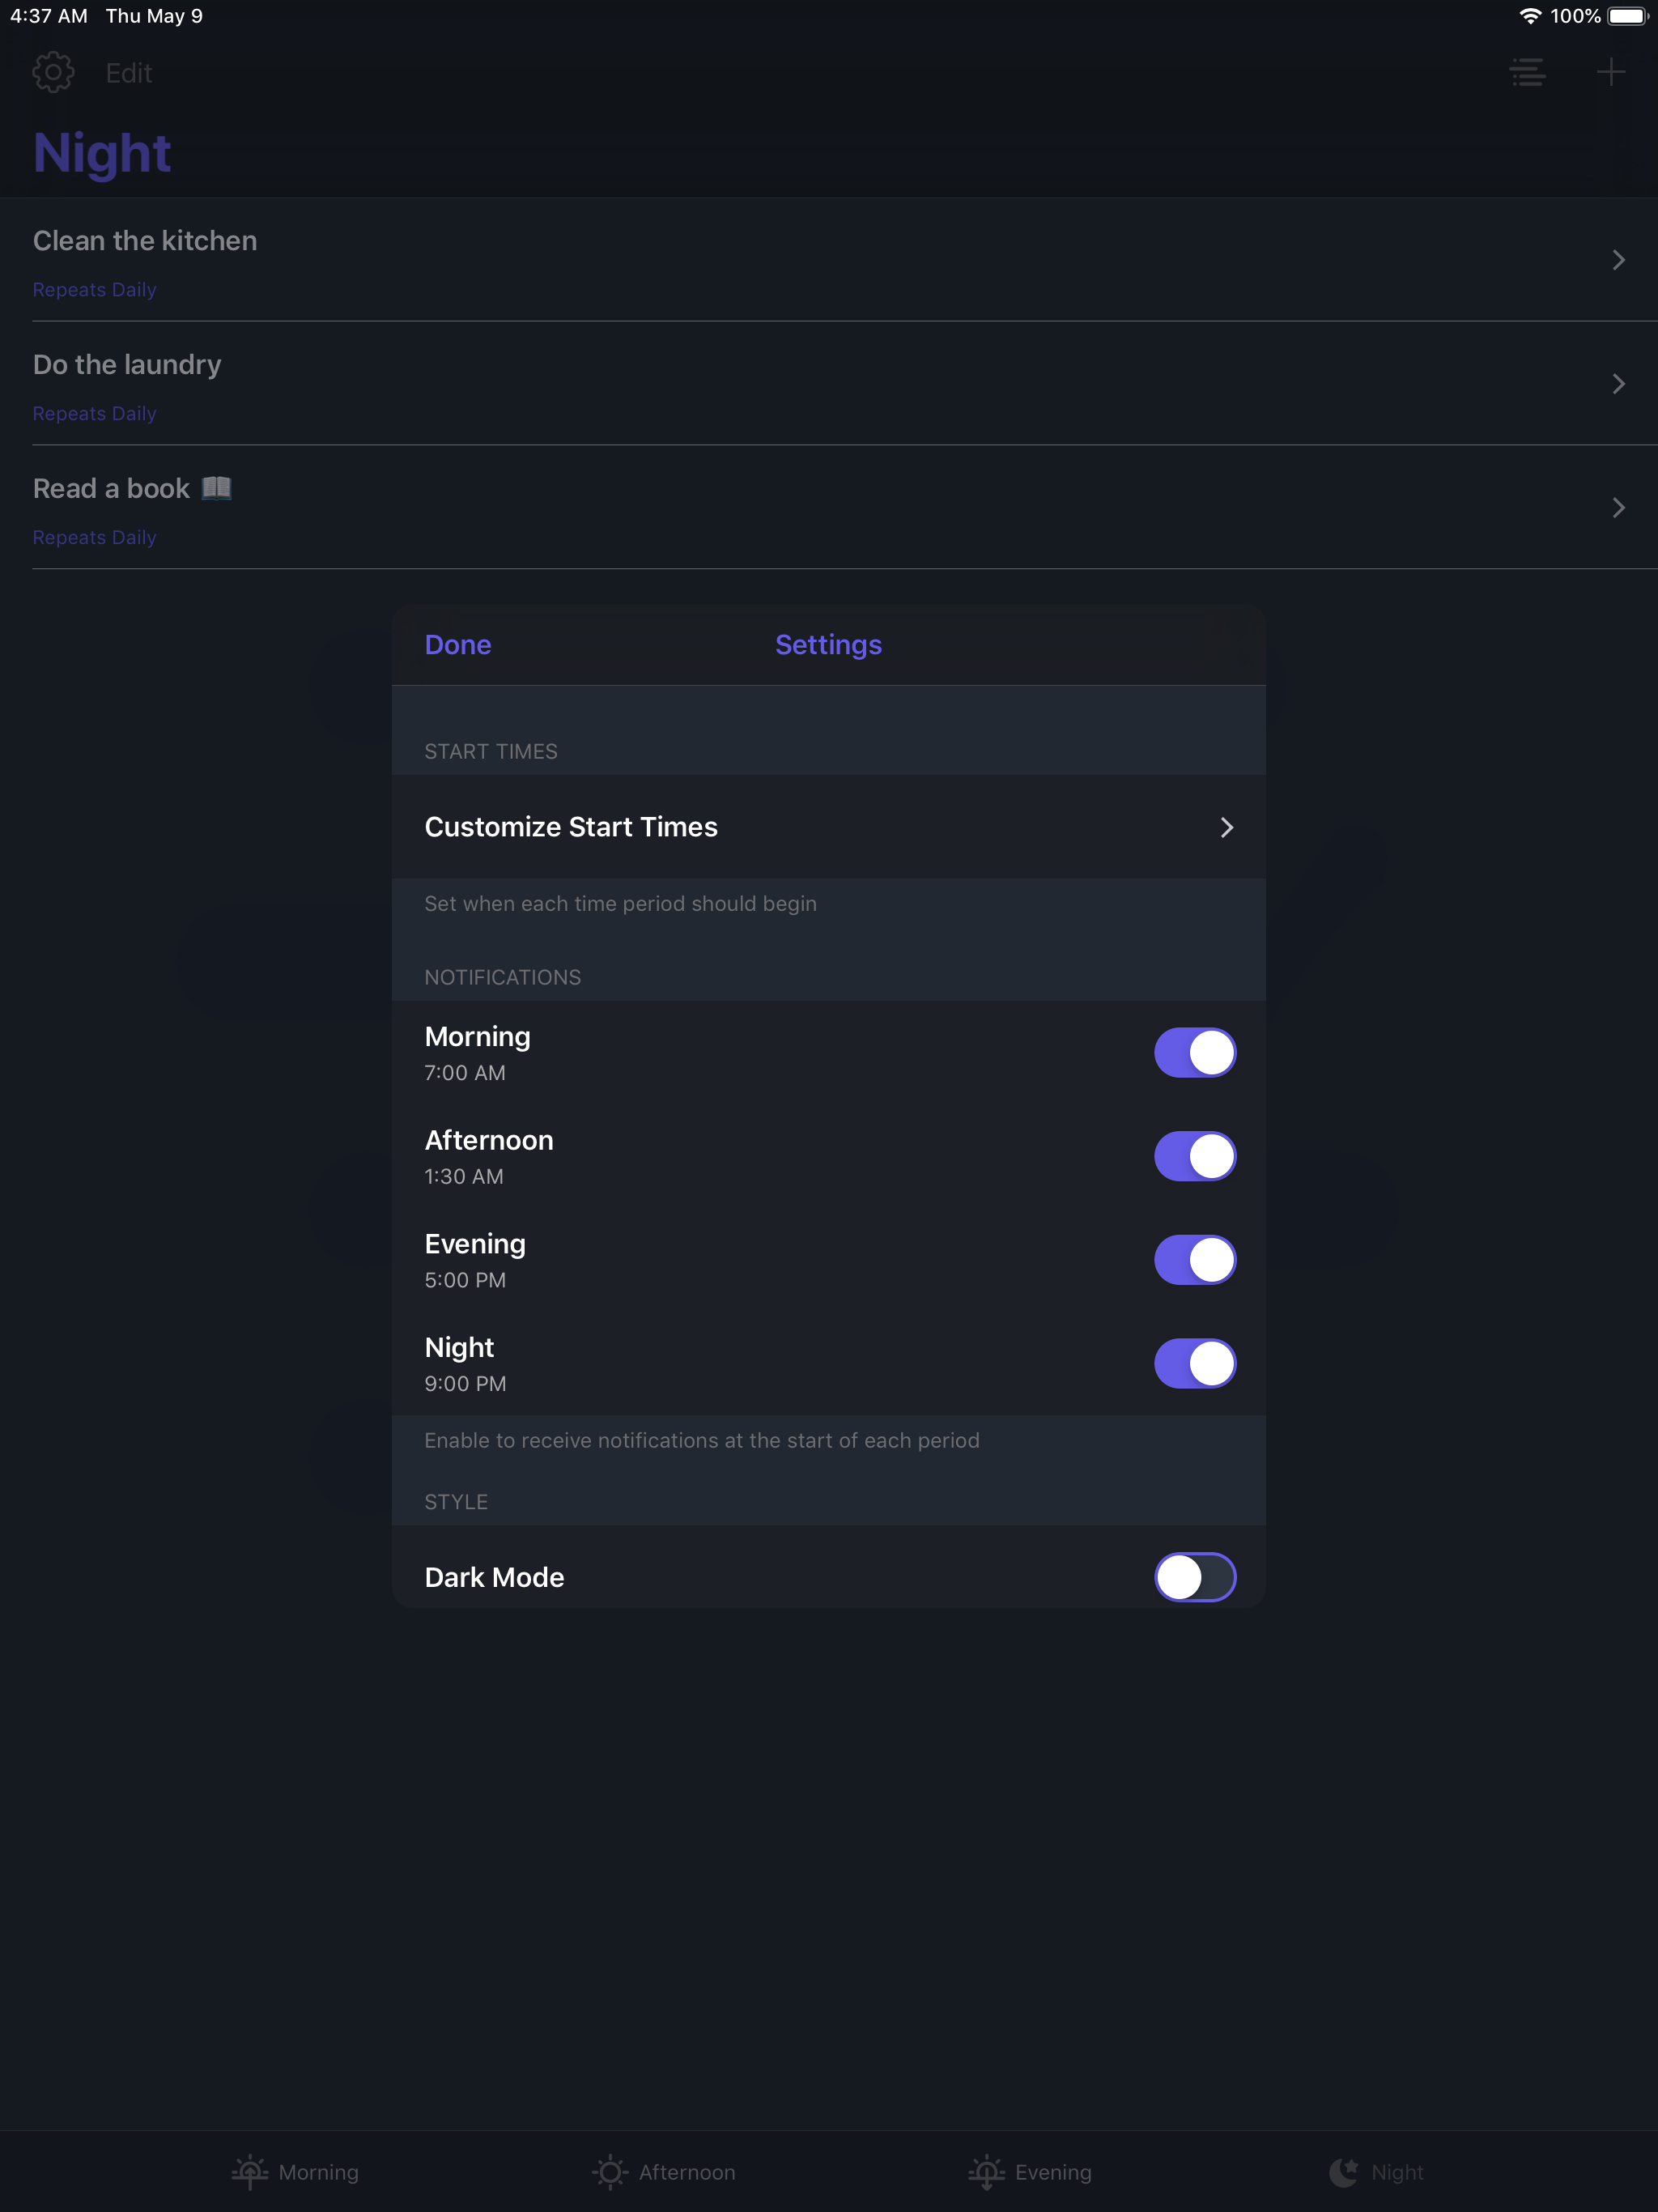 4:37 AM Thu May 9 100%
Edit
Night
Clean the kitchen
Repeats Daily
Do the laundry
Repeats Daily
Read a book 📖
Repeats Daily
Done Settings
START TIMES
Customize Start Times
Set when each time period should begin
NOTIFICATIONS
Morning
7:00 AM
Afternoon
1:30 AM
Evening
5:00 PM
Night
9:00 PM
Enable to receive notifications at the start of each period
STYLE
Dark Mode
Morning Afternoon Evening Night